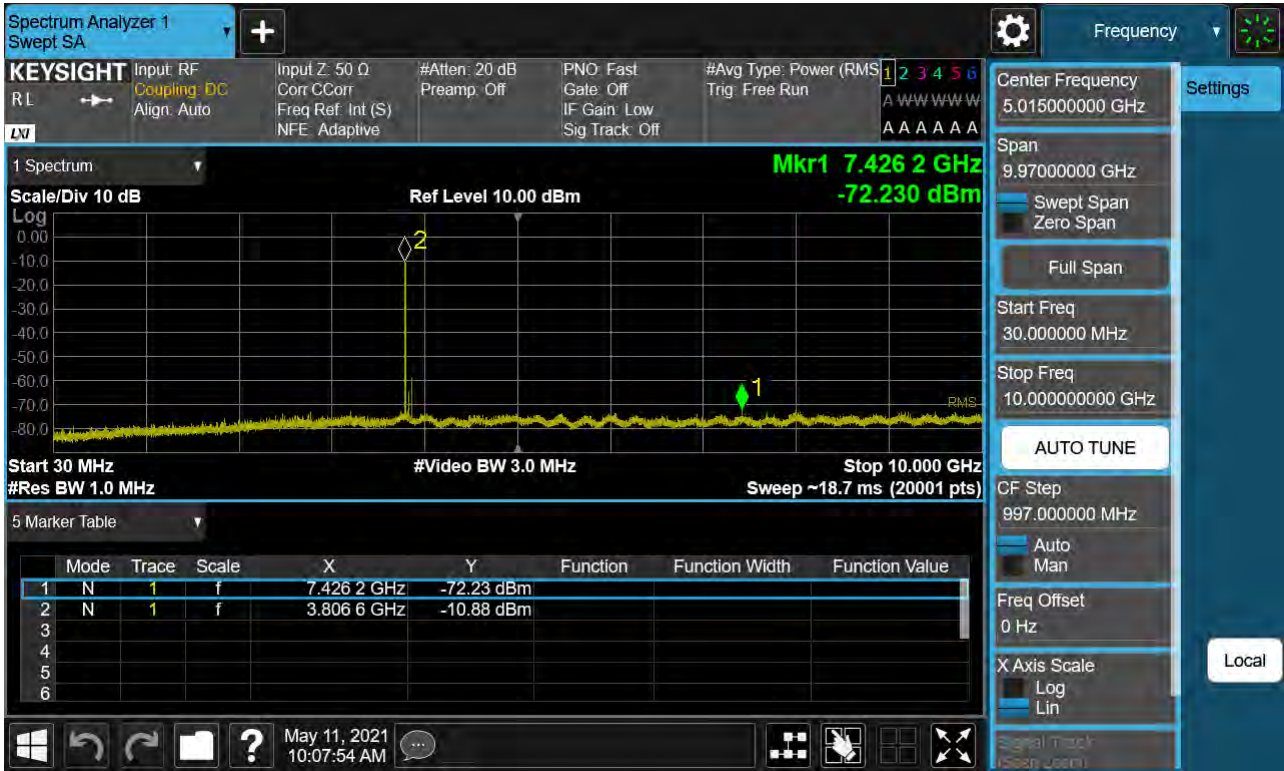 Spectrum Analyzer 1
Swept SA
+
Frequency
KEYSIGHT
RL
LXI
Input: RF
Coupling: DC
Align: Auto
Input Z: 50 Ω
Corr CCorr
Freq Ref: Int (S)
NFE: Adaptive
#Atten: 20 dB
Preamp: Off
PNO: Fast
Gate: Off
IF Gain: Low
Sig Track: Off
#Avg Type: Power (RMS
Trig: Free Run
1 2 3 4 5 6
A W W W W W
A A A A A A
1 Spectrum
Scale/Div 10 dB
Ref Level 10.00 dBm
Mkr1 7.426 2 GHz
-72.230 dBm
Log
0.00
-10.0
-20.0
-30.0
-40.0
-50.0
-60.0
-70.0
-80.0
2
1
RMS
Start 30 MHz
#Video BW 3.0 MHz
Stop 10.000 GHz
#Res BW 1.0 MHz
Sweep ~18.7 ms (20001 pts)
5 Marker Table
Mode Trace Scale X Y Function Function Width Function Value
1 N 1 f 7.426 2 GHz -72.23 dBm
2 N 1 f 3.806 6 GHz -10.88 dBm
3
4
5
6
May 11, 2021
10:07:54 AM
?
Center Frequency
5.015000000 GHz
Settings
Span
9.97000000 GHz
Swept Span
Zero Span
Full Span
Start Freq
30.000000 MHz
Stop Freq
10.000000000 GHz
AUTO TUNE
CF Step
997.000000 MHz
Auto
Man
Freq Offset
0 Hz
X Axis Scale
Log
Lin
Local
Signal Track
(Span Zoom)